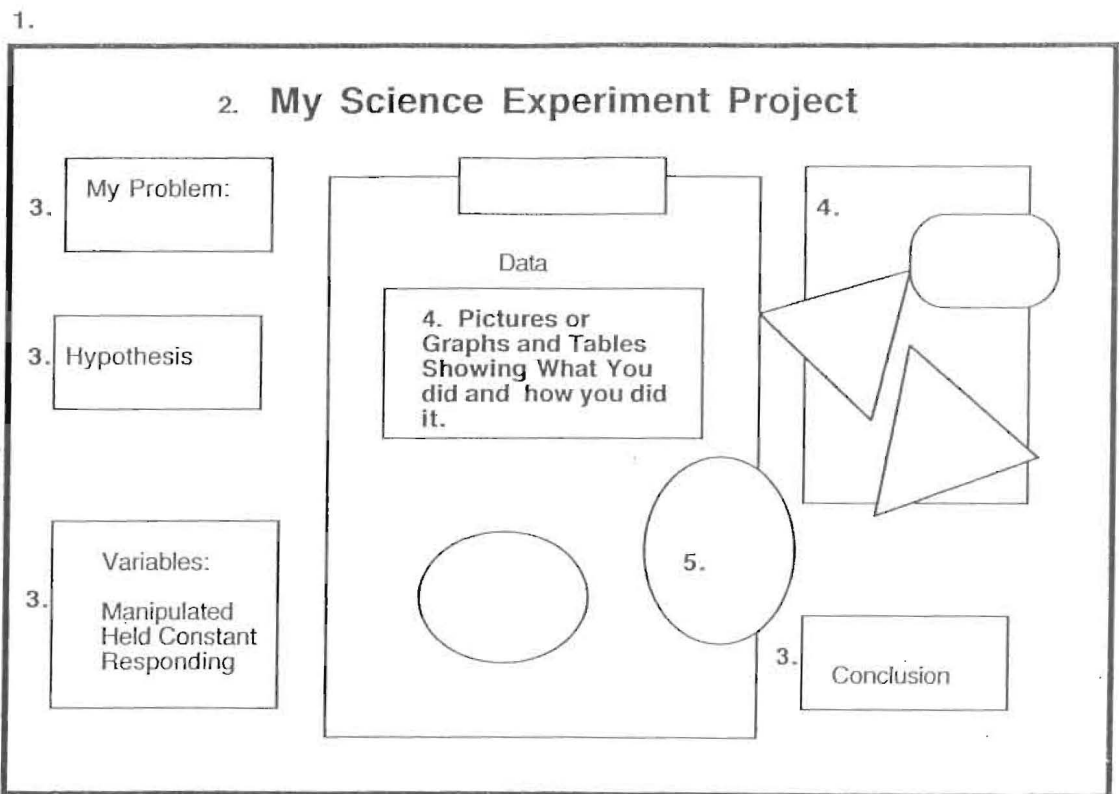 1.
2. My Science Experiment Project
3.
My Problem:
3. Hypothesis
3.
Variables:
Manipulated
Held Constant
Responding
Data
4. Pictures or
Graphs and Tables
Showing What You
did and how you did
it.
5.
4.
3.
Conclusion